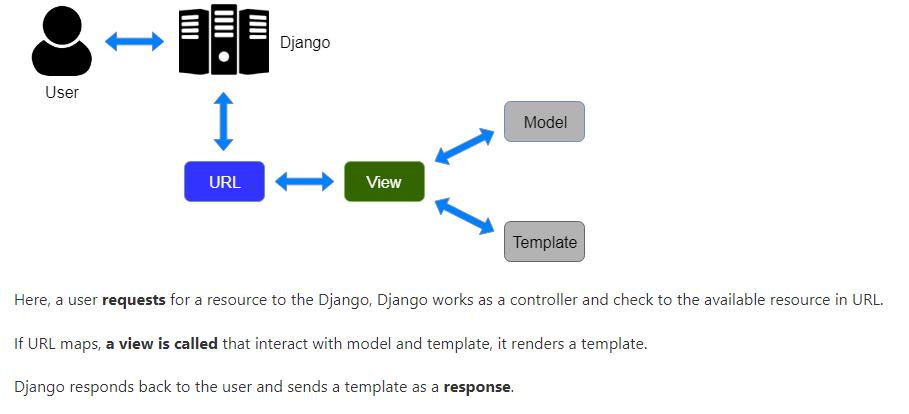 Django
User
Model
URL
View
Template
Here, a user requests for a resource to the Django, Django works as a controller and check to the available resource in URL.
If URL maps, a view is called that interact with model and template, it renders a template.
Django responds back to the user and sends a template as a response.